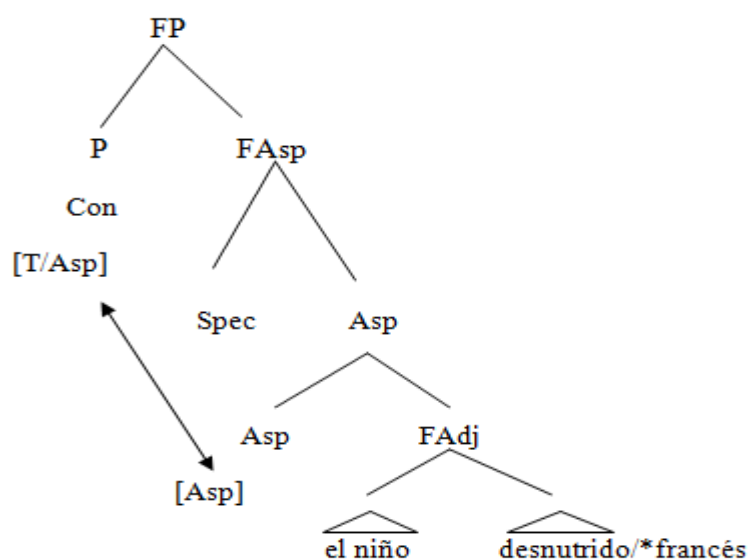 FP
P FAsp
Con
[T/Asp]
Spec Asp
Asp FAdj
[Asp]
el niño desnutrido/*francés